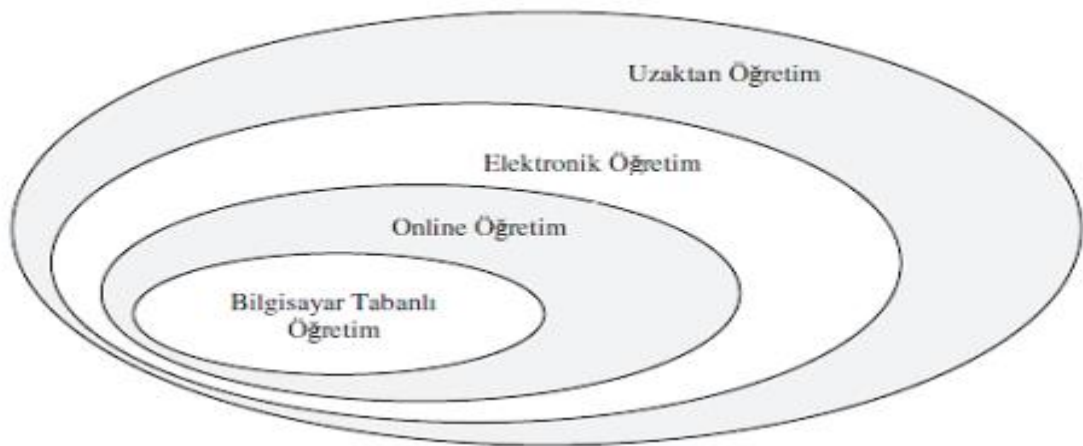 Uzaktan Öğretim
Elektronik Öğretim
Online Öğretim
Bilgisayar Tabanlı
Öğretim